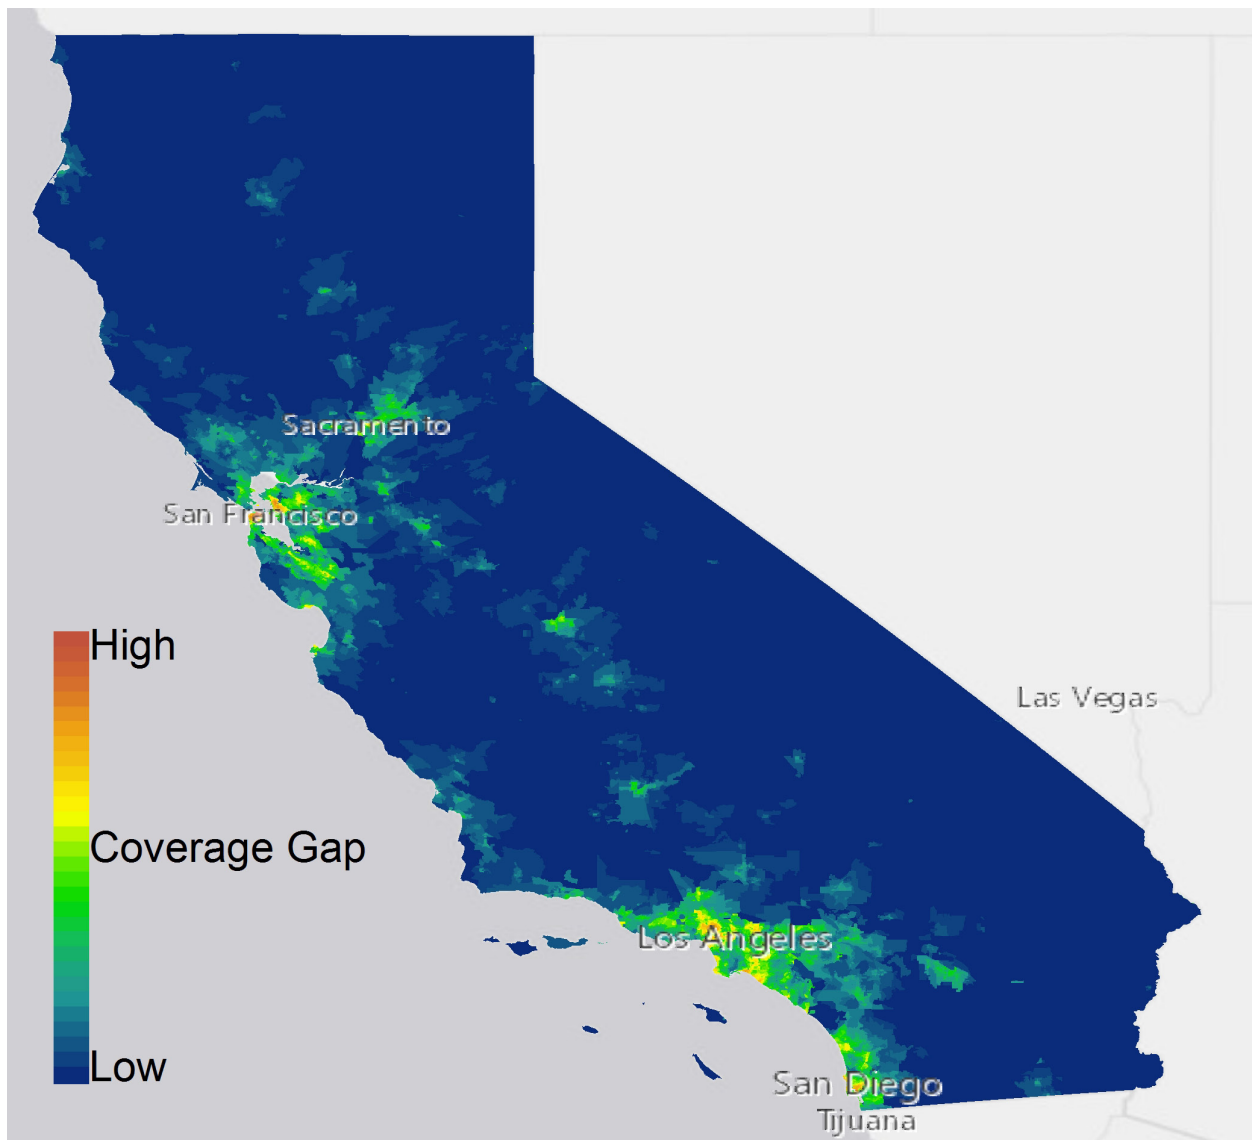 Sacramento
San Francisco
High
Las Vegas
Coverage Gap
Los Angeles
Low
San Diego
Tijuana